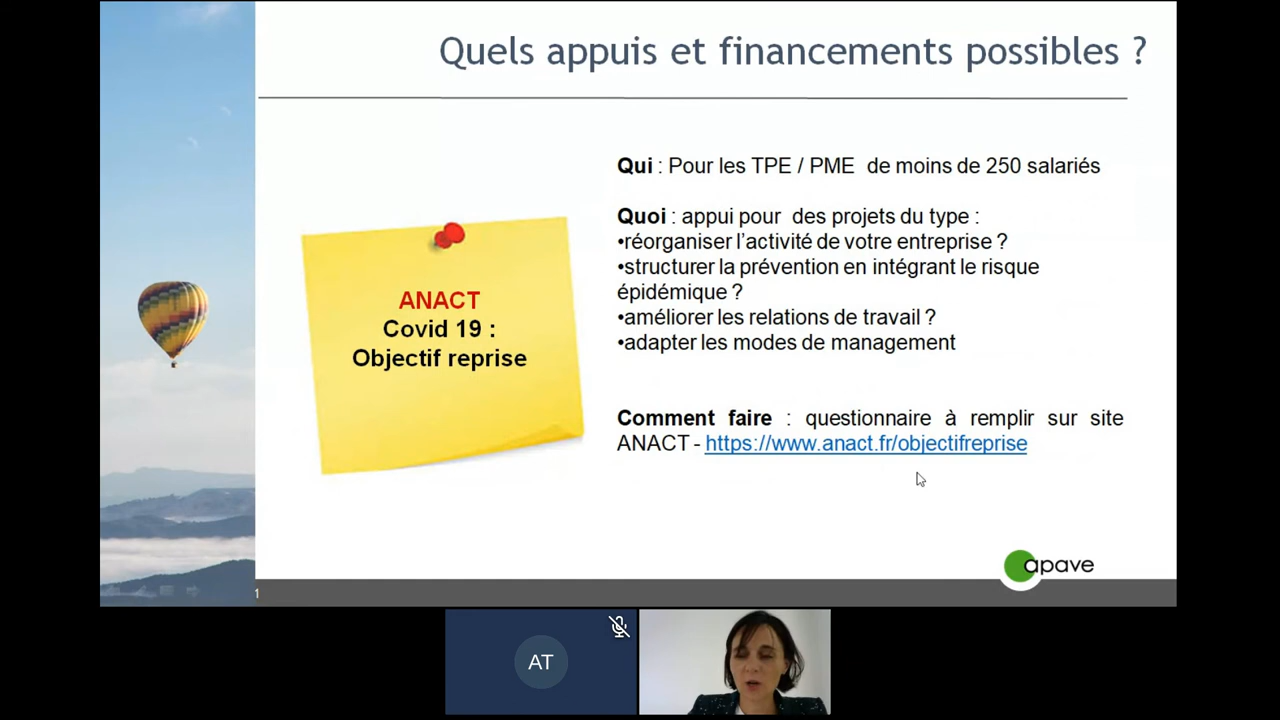 Quels appuis et financements possibles ?
Qui : Pour les TPE / PME de moins de 250 salariés
Quoi : appui pour des projets du type :
•réorganiser l'activité de votre entreprise ?
•structurer la prévention en intégrant le risque
épidémique ?
•améliorer les relations de travail ?
•adapter les modes de management
ANACT
Covid 19 :
Objectif reprise
Comment faire : questionnaire à remplir sur site
ANACT - https://www.anact.fr/objectifreprise
apave
1
AT